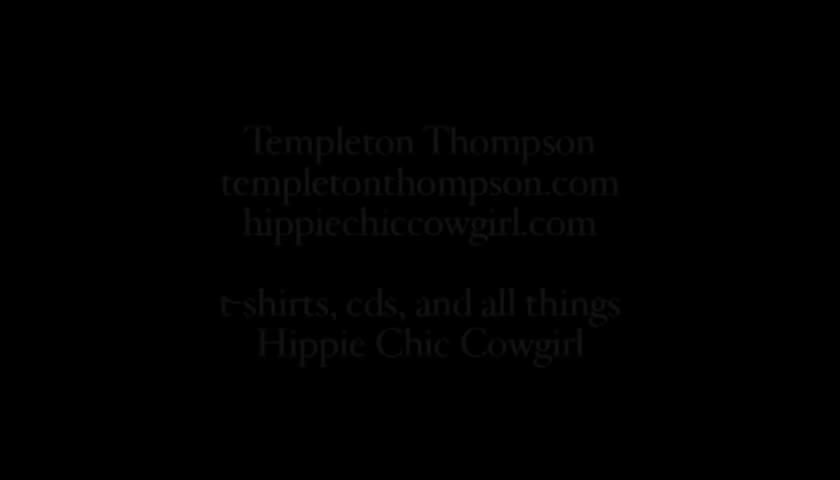 Templeton Thompson
templetonthompson.com
hippiechiccowgirl.com
t-shirts, cds, and all things
Hippie Chic Cowgirl